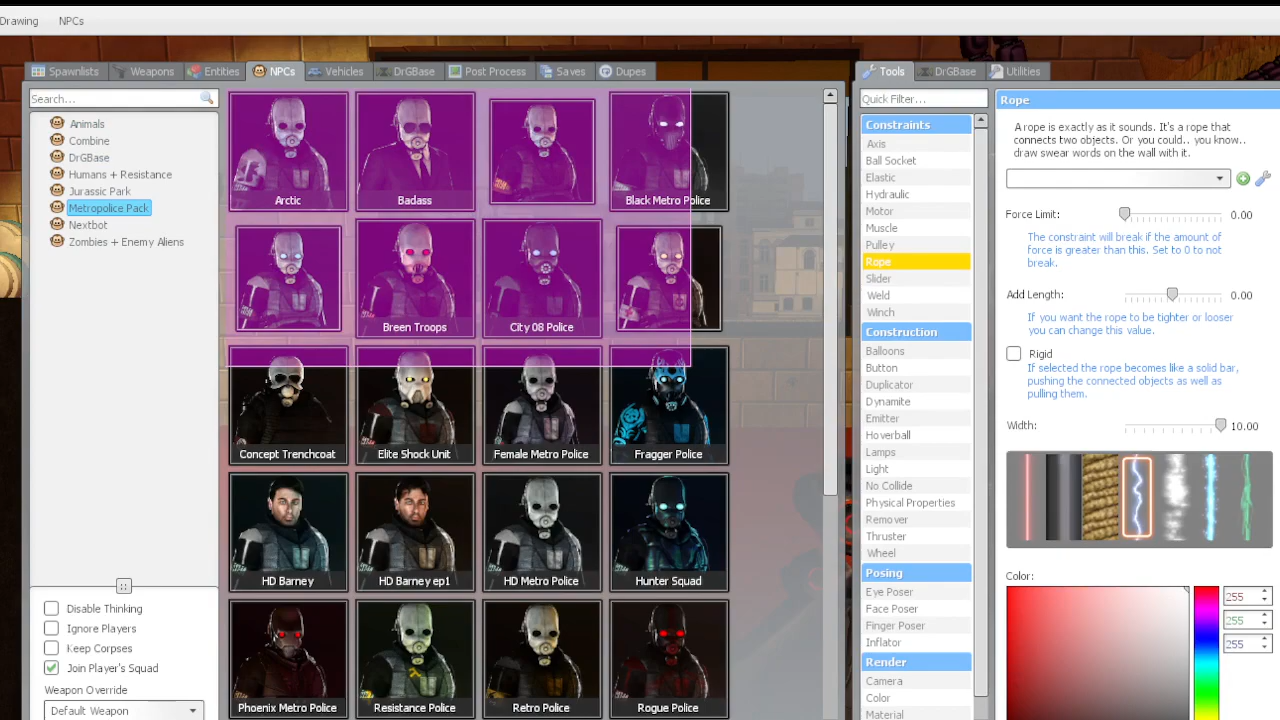 Drawing NPCs
Spawnlists Weapons Entities NPCs Vehicles DrGBase Post Process Saves Dupes
Search...
Animals
Combine
DrGBase
Humans + Resistance
Jurassic Park
Metropolice Pack
Nextbot
Zombies + Enemy Aliens
Disable Thinking
Ignore Players
Keep Corpses
Join Player's Squad
Weapon Override
Default Weapon
Arctic Badass Black Metro Police
Breen Troops City 08 Police
Concept Trenchcoat Elite Shock Unit Female Metro Police Fragger Police
HD Barney HD Barney ep1 HD Metro Police Hunter Squad
Phoenix Metro Police Resistance Police Retro Police Rogue Police
Tools DrGBase Utilities
Quick Filter...
Constraints
Axis
Ball Socket
Elastic
Hydraulic
Motor
Muscle
Pulley
Rope
Slider
Weld
Winch
Construction
Balloons
Button
Duplicator
Dynamite
Emitter
Hoverball
Lamps
Light
No Collide
Physical Properties
Remover
Thruster
Wheel
Posing
Eye Poser
Face Poser
Finger Poser
Inflator
Render
Camera
Color
Material
Rope
A rope is exactly as it sounds. It's a rope that
connects two objects. Or you could.. you know..
draw swear words on the wall with it.
Force Limit: 0.00
The constraint will break if the amount of
force is greater than this. Set to 0 to not
break.
Add Length: 0.00
If you want the rope to be tighter or looser
you can change this value.
Rigid
If selected the rope becomes like a solid bar,
pushing the connected objects as well as
pulling them.
Width: 10.00
Color:
255
255
255